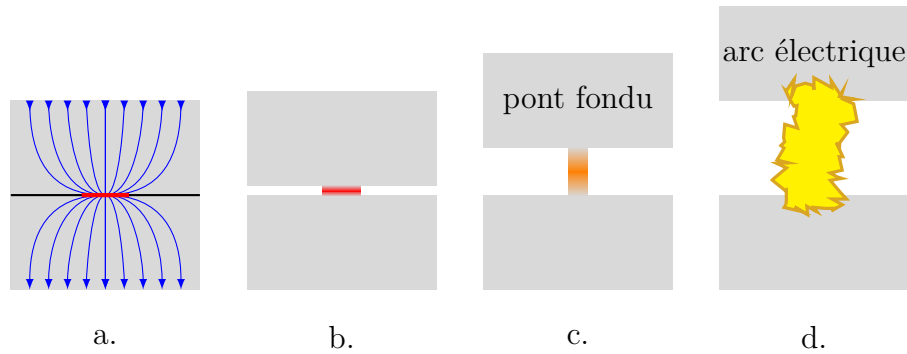 arc électrique
pont fondu
a.
b.
c.
d.